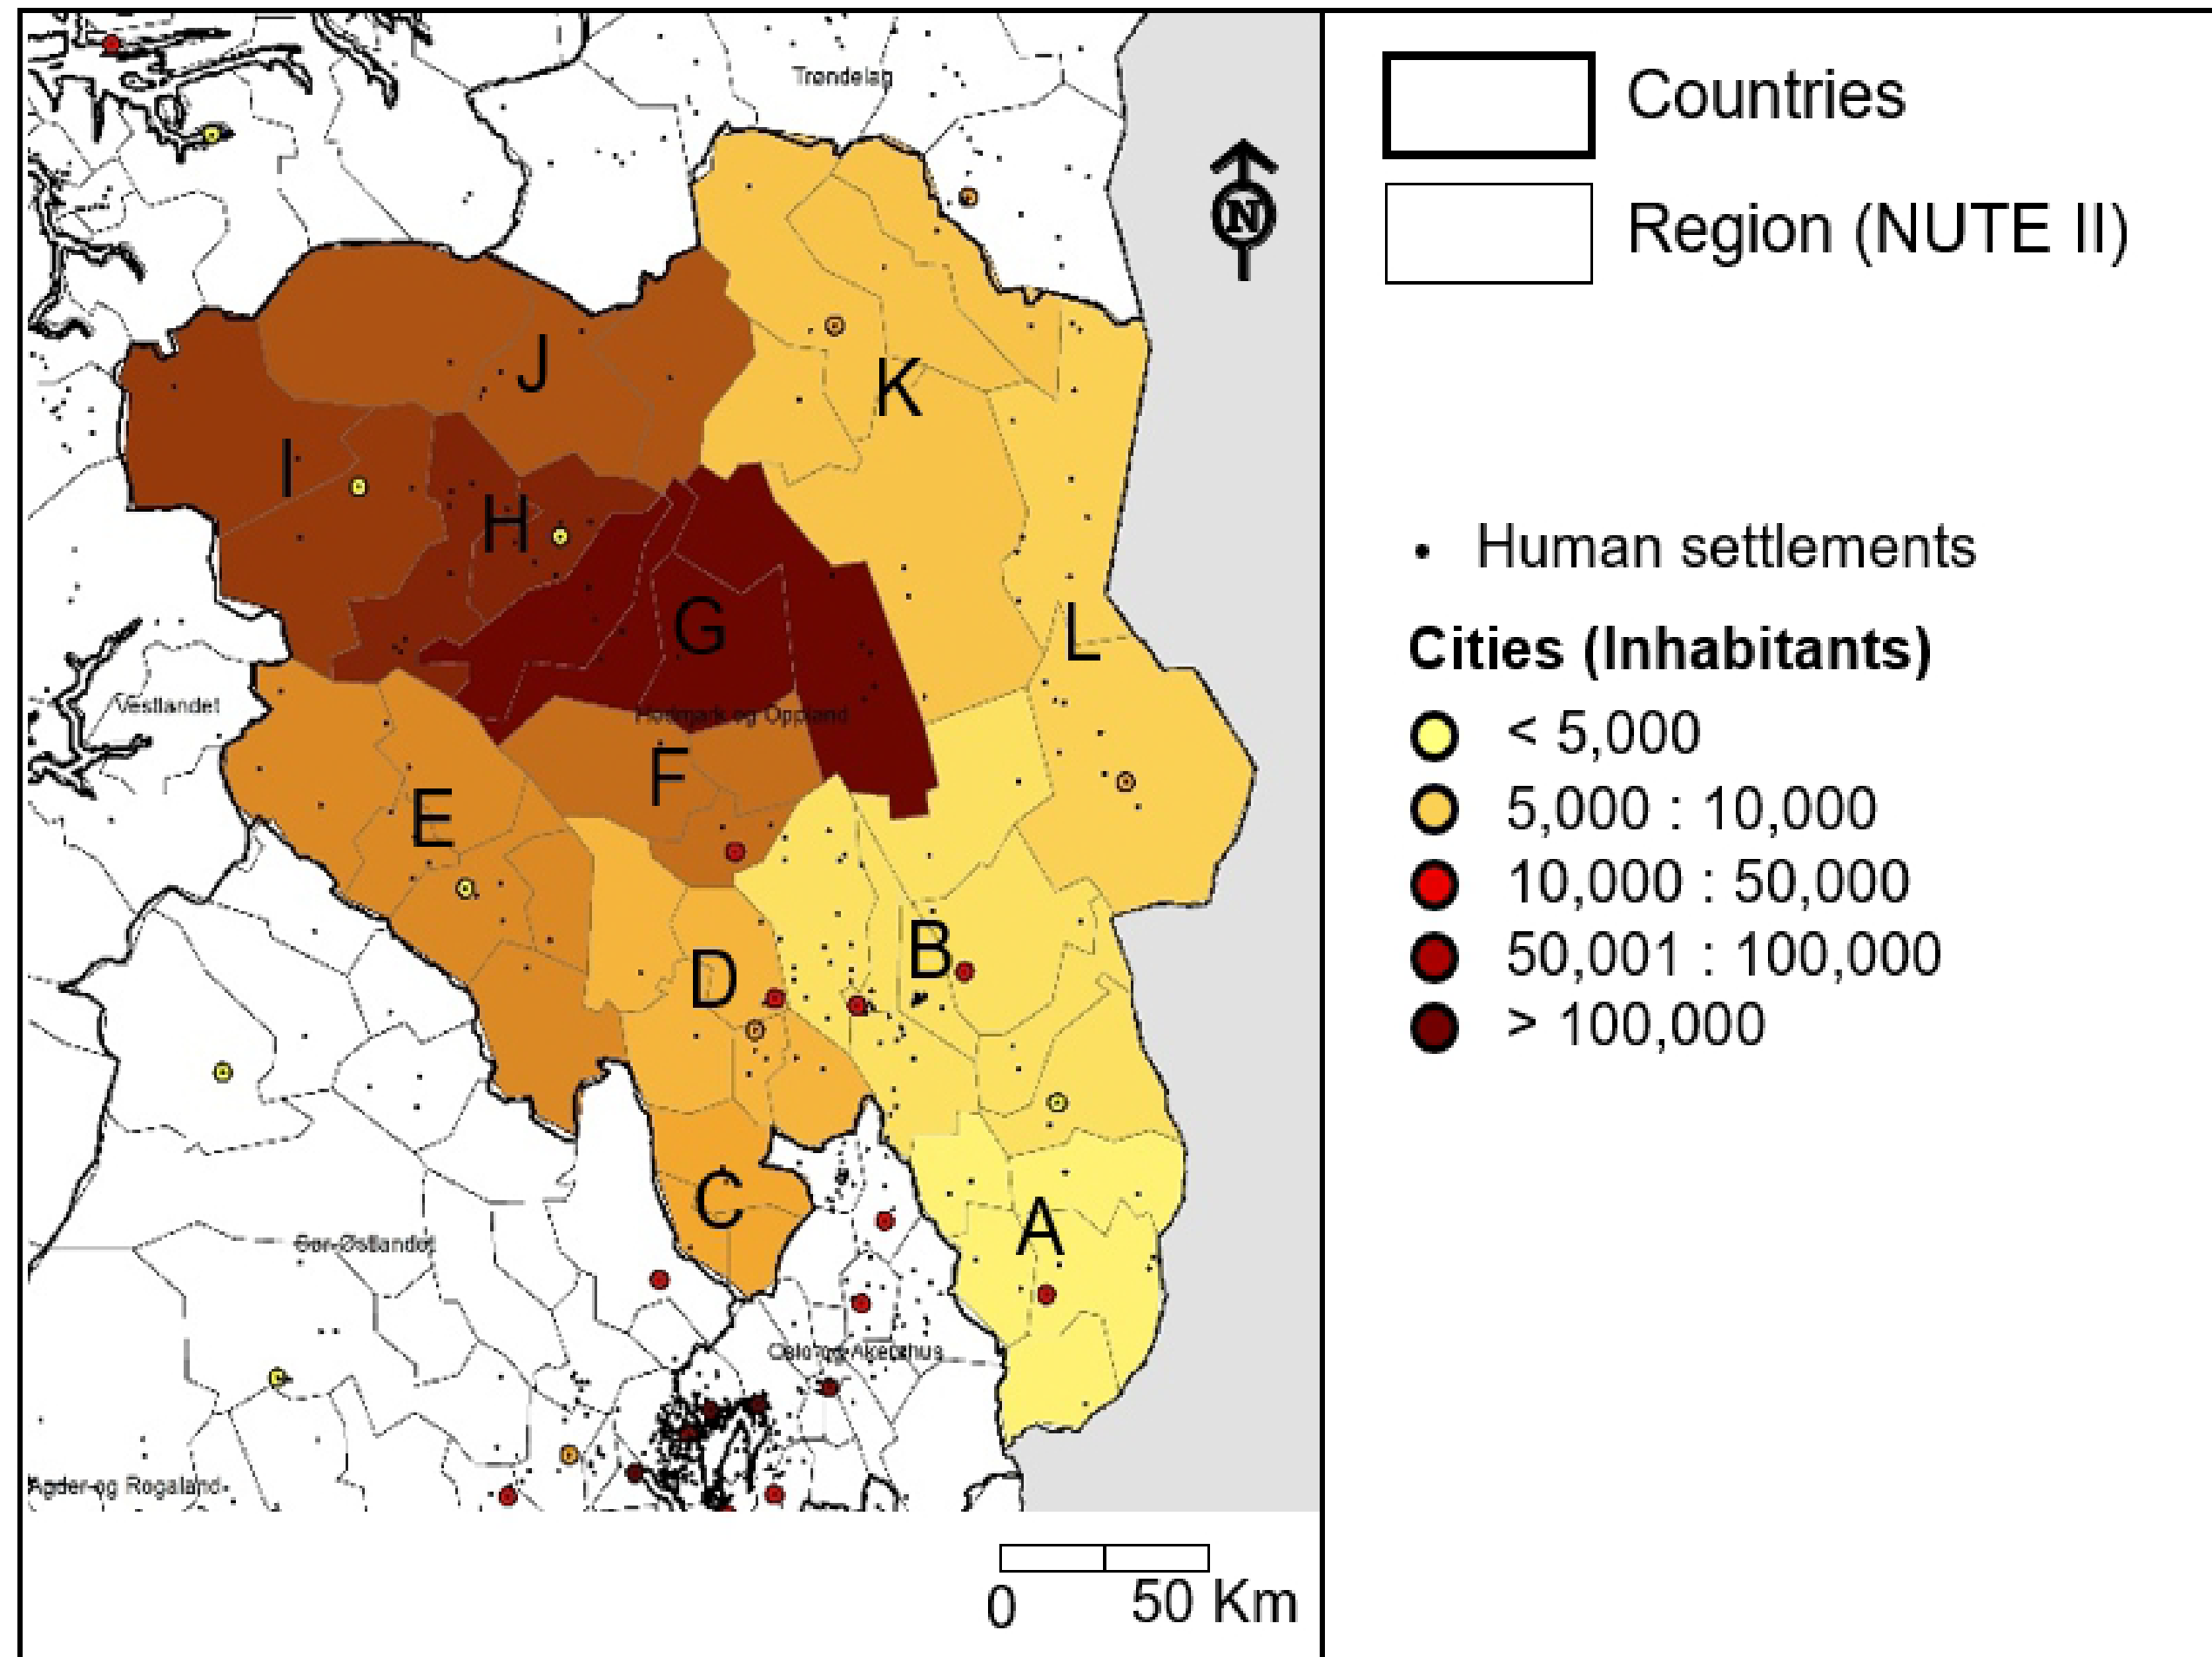 Trøndelag
Countries
Region (NUTE II)
N
J
K
I
H
Human settlements
G
L
Cities (Inhabitants)
Vestlandet
Hedmark og Oppland
< 5,000
F
E
5,000 : 10,000
10,000 : 50,000
B
D
50,001 : 100,000
> 100,000
C
A
Sør-Østlandet
Oslo og Akershus
Agder og Rogaland
0 50 Km